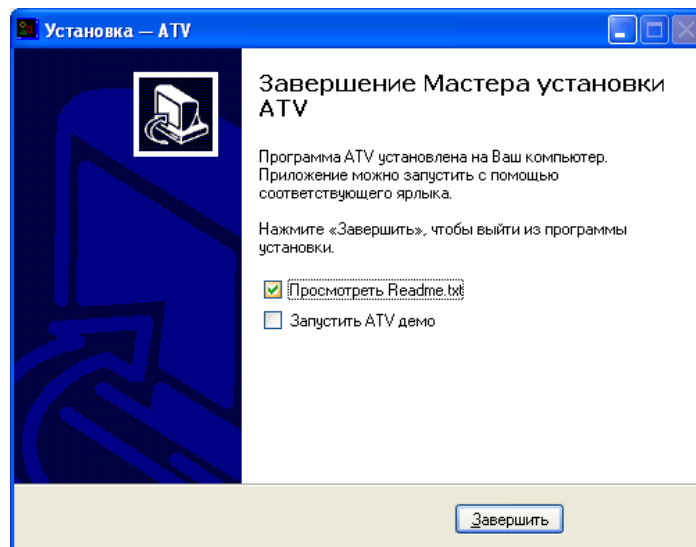 Установка — ATV
Завершение Мастера установки
ATV
Программа ATV установлена на Ваш компьютер.
Приложение можно запустить с помощью
соответствующего ярлыка.
Нажмите «Завершить», чтобы выйти из программы
установки.
Просмотреть Readme.txt
Запустить ATV демо
Завершить